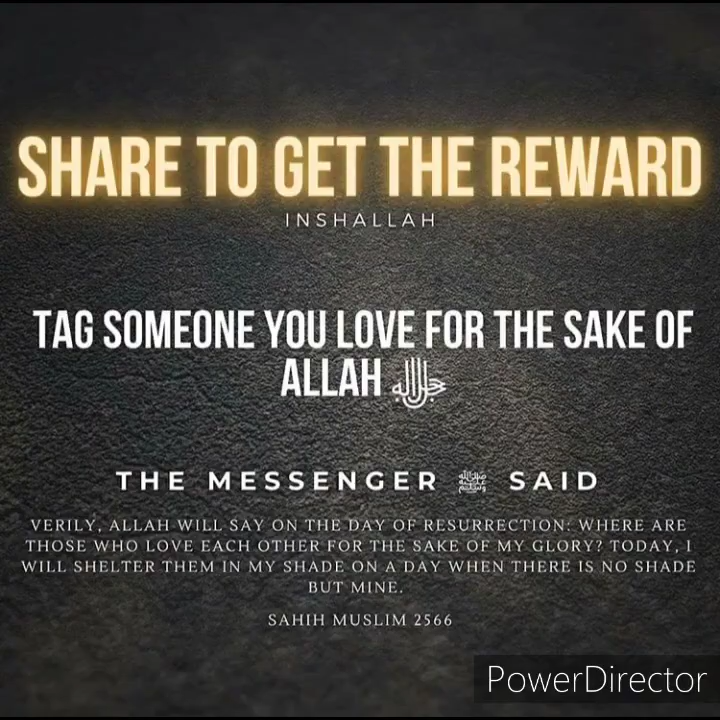 SHARE TO GET THE REWARD
INSHALLAH
TAG SOMEONE YOU LOVE FOR THE SAKE OF
ALLAH ﷻ
THE MESSENGER ﷺ SAID
VERILY, ALLAH WILL SAY ON THE DAY OF RESURRECTION: WHERE ARE
THOSE WHO LOVE EACH OTHER FOR THE SAKE OF MY GLORY? TODAY, I
WILL SHELTER THEM IN MY SHADE ON A DAY WHEN THERE IS NO SHADE
BUT MINE.
SAHIH MUSLIM 2566
PowerDirector